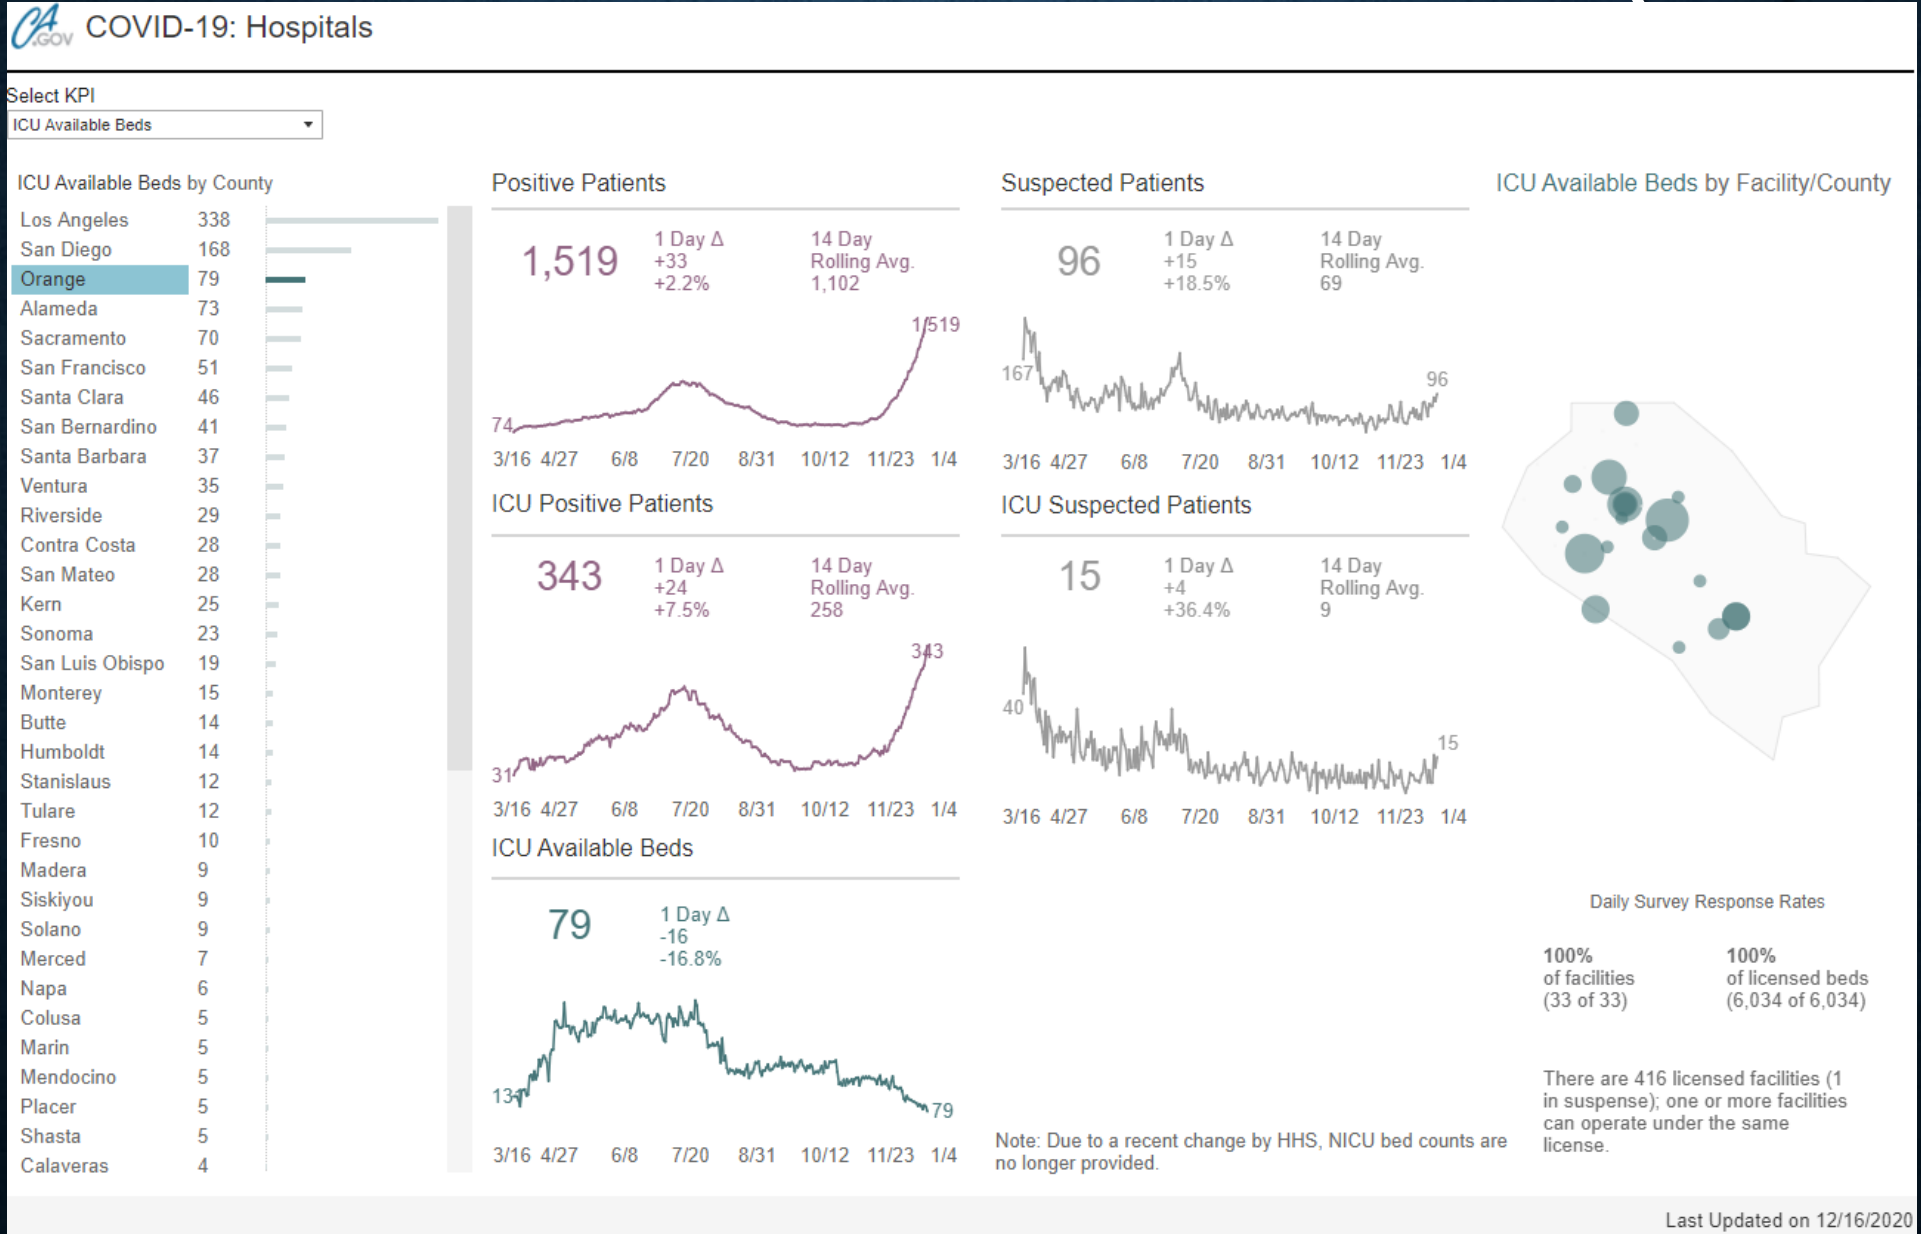 CA
.GOV
COVID-19: Hospitals
Select KPI
ICU Available Beds
ICU Available Beds by County
Los Angeles 338
San Diego 168
Orange 79
Alameda 73
Sacramento 70
San Francisco 51
Santa Clara 46
San Bernardino 41
Santa Barbara 37
Ventura 35
Riverside 29
Contra Costa 28
San Mateo 28
Kern 25
Sonoma 23
San Luis Obispo 19
Monterey 15
Butte 14
Humboldt 14
Stanislaus 12
Tulare 12
Fresno 10
Madera 9
Siskiyou 9
Solano 9
Merced 7
Napa 6
Colusa 5
Marin 5
Mendocino 5
Placer 5
Shasta 5
Calaveras 4
Positive Patients
1,519
1 Day Δ
+33
+2.2%
14 Day
Rolling Avg.
1,102
1,519
74
3/16 4/27 6/8 7/20 8/31 10/12 11/23 1/4
ICU Positive Patients
343
1 Day Δ
+24
+7.5%
14 Day
Rolling Avg.
258
343
31
3/16 4/27 6/8 7/20 8/31 10/12 11/23 1/4
ICU Available Beds
79
1 Day Δ
-16
-16.8%
79
3/16 4/27 6/8 7/20 8/31 10/12 11/23 1/4
Suspected Patients
96
1 Day Δ
+15
+18.5%
14 Day
Rolling Avg.
69
167
96
3/16 4/27 6/8 7/20 8/31 10/12 11/23 1/4
ICU Suspected Patients
15
1 Day Δ
+4
+36.4%
14 Day
Rolling Avg.
9
40
15
3/16 4/27 6/8 7/20 8/31 10/12 11/23 1/4
Note: Due to a recent change by HHS, NICU bed counts are
no longer provided.
ICU Available Beds by Facility/County
Daily Survey Response Rates
100%
of facilities
(33 of 33)
100%
of licensed beds
(6,034 of 6,034)
There are 416 licensed facilities (1
in suspense); one or more facilities
can operate under the same
license.
Last Updated on 12/16/2020